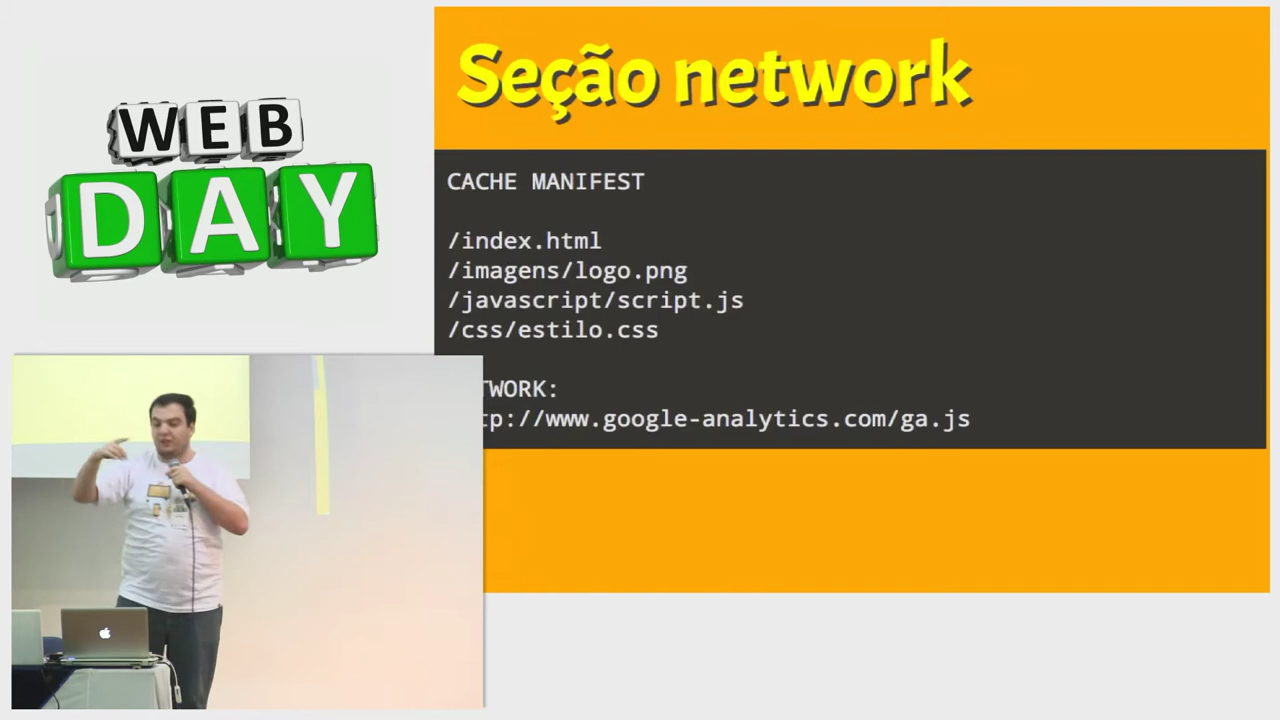 WEB
DAY
Seção network
CACHE MANIFEST
/index.html
/imagens/logo.png
/javascript/script.js
/css/estilo.css
TWORK:
tp://www.google-analytics.com/ga.js